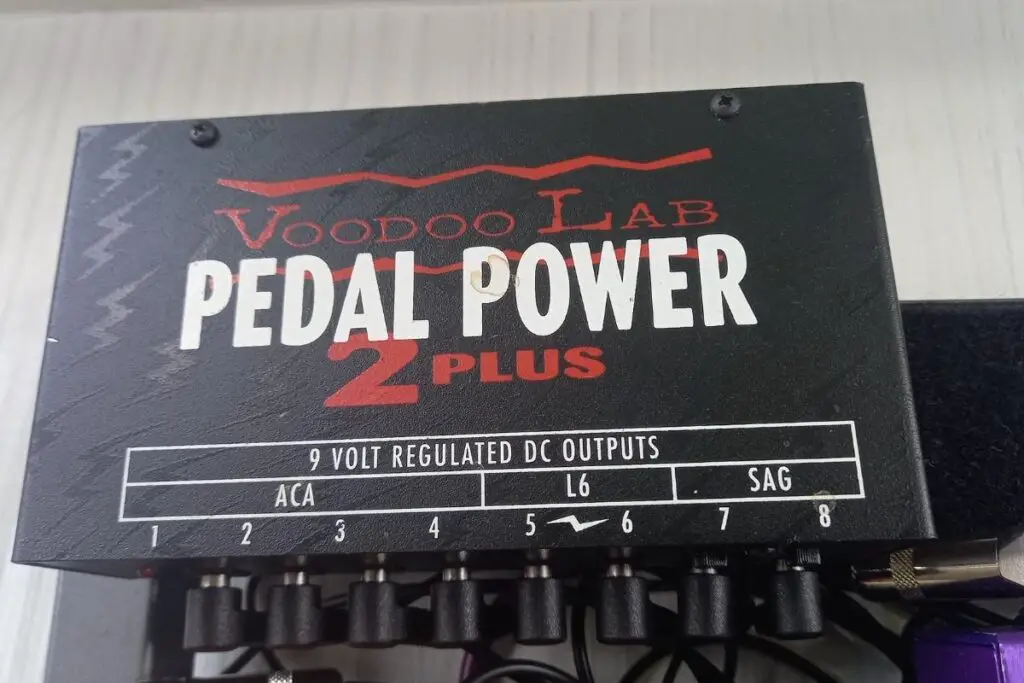 VOODOO LAB
PEDAL POWER
2 PLUS
9 VOLT REGULATED DC OUTPUTS
ACA L6 SAG
1 2 3 4 5 6 7 8